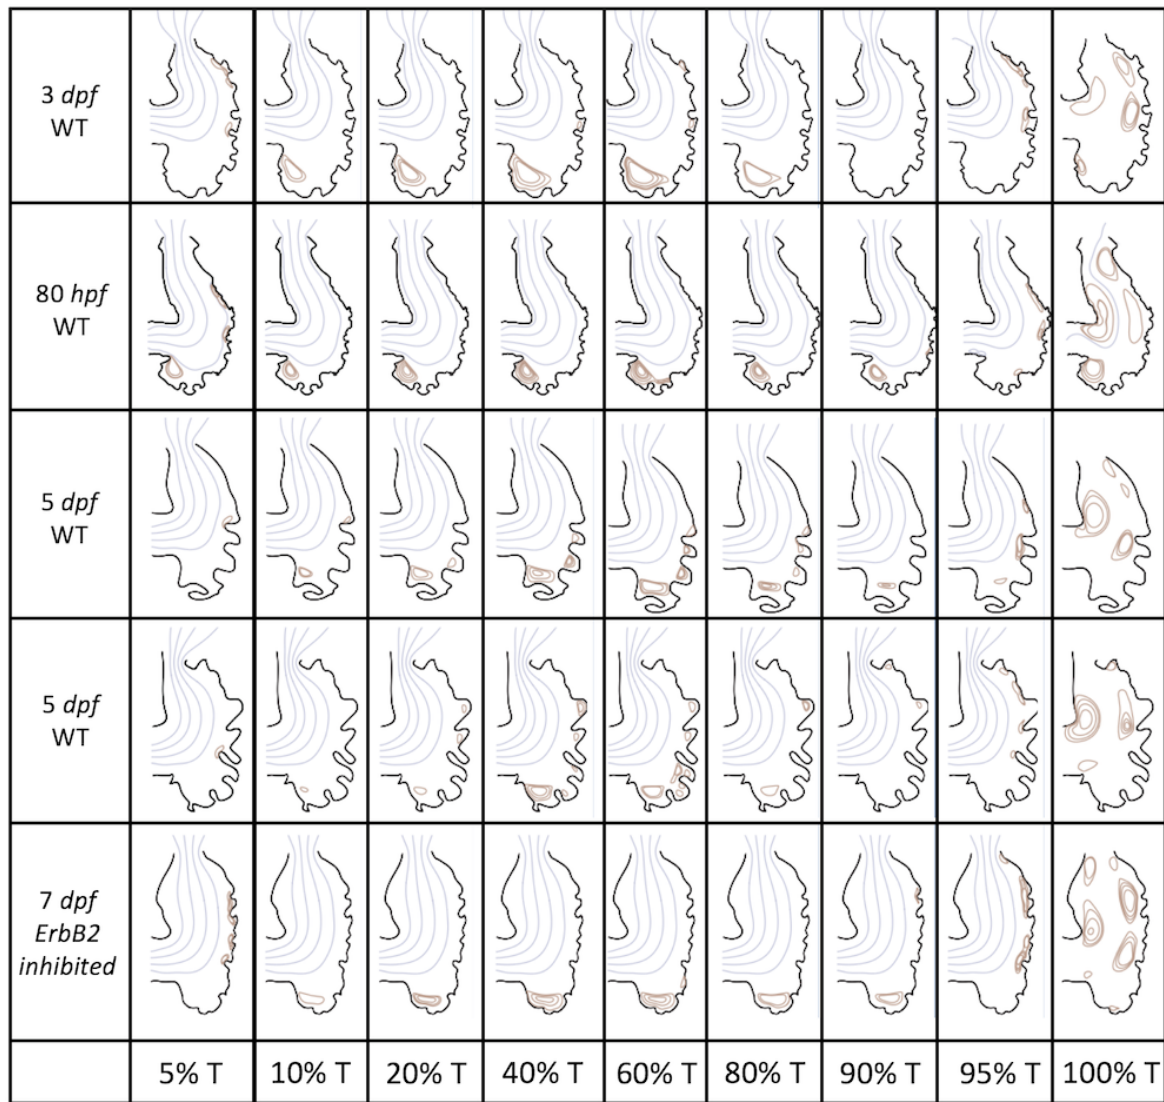 3 dpf
WT
80 hpf
WT
5 dpf
WT
5 dpf
WT
7 dpf
ErbB2
inhibited
5% T
10% T
20% T
40% T
60% T
80% T
90% T
95% T
100% T